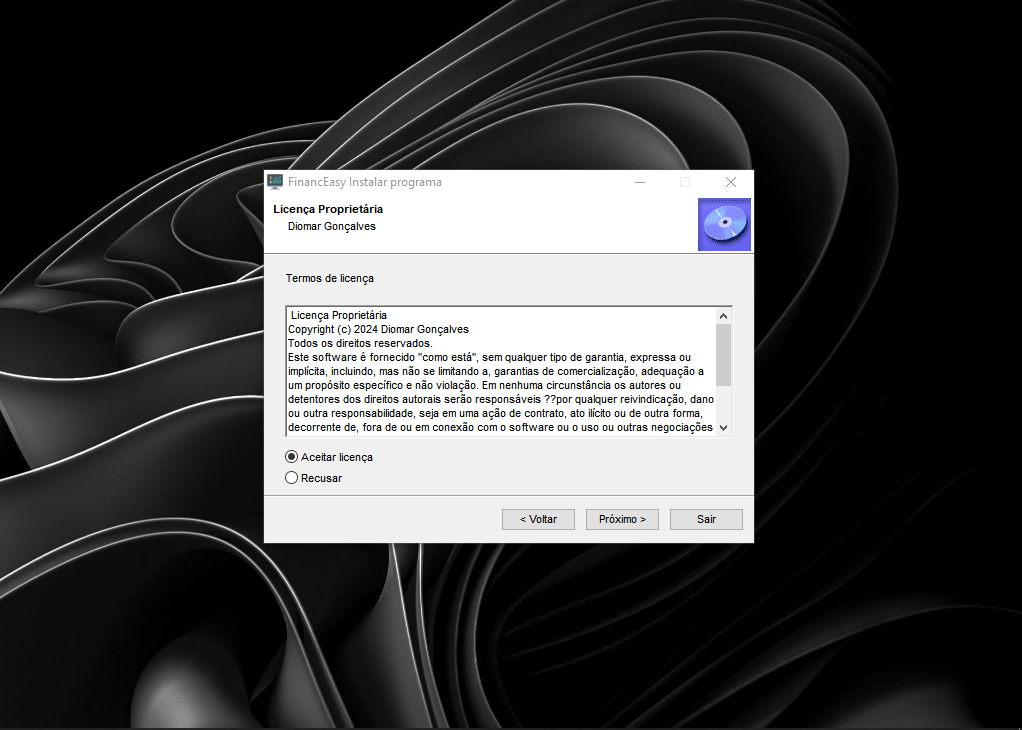 FinancEasy Instalar programa
Licença Proprietária
Diomar Gonçalves
Termos de licença
Licença Proprietária
Copyright (c) 2024 Diomar Gonçalves
Todos os direitos reservados.
Este software é fornecido "como está", sem qualquer tipo de garantia, expressa ou
implícita, incluindo, mas não se limitando a, garantias de comercialização, adequação a
um propósito específico e não violação. Em nenhuma circunstância os autores ou
detentores dos direitos autorais serão responsáveis ??por qualquer reivindicação, dano
ou outra responsabilidade, seja em uma ação de contrato, ato ilícito ou de outra forma,
decorrente de, fora de ou em conexão com o software ou o uso ou outras negociações
Aceitar licença
Recusar
< Voltar
Próximo >
Sair